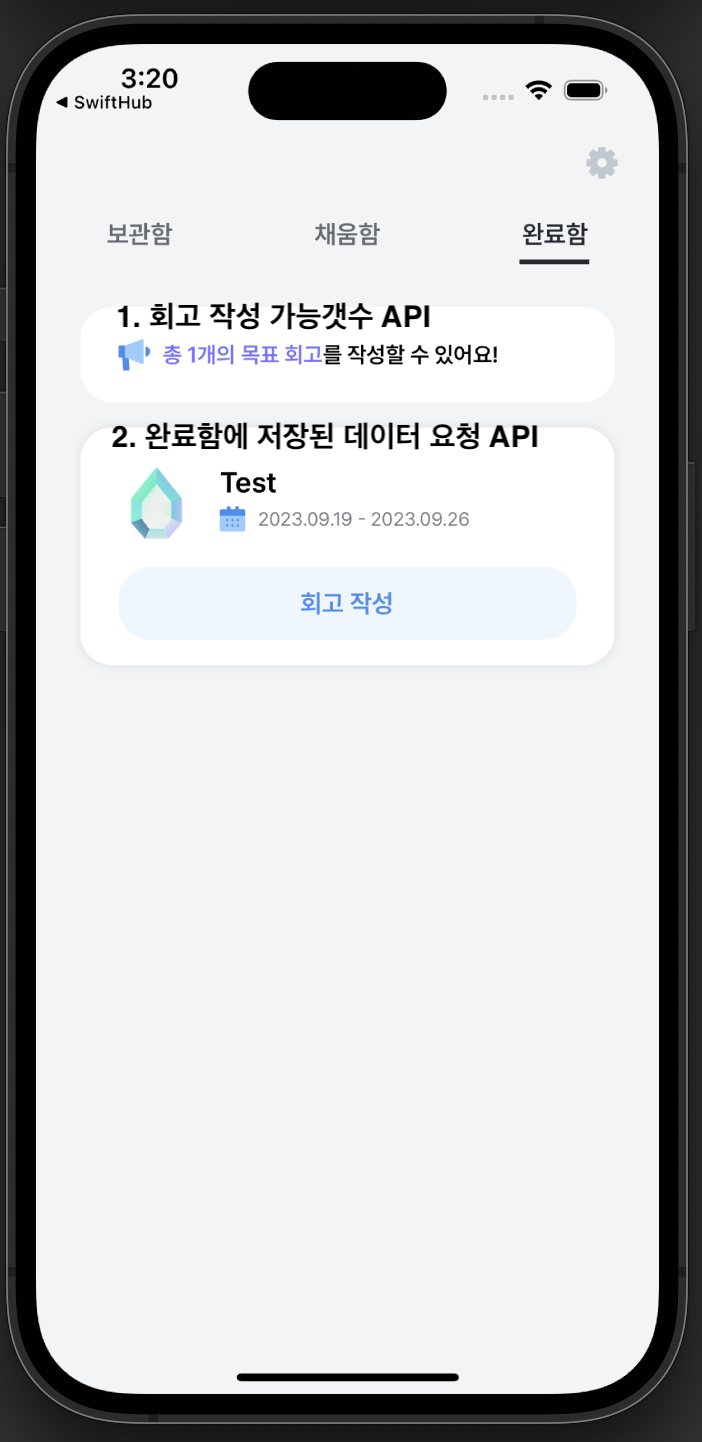 3:20
◀ SwiftHub
보관함
채움함
완료함
1. 회고 작성 가능갯수 API
총 1개의 목표 회고를 작성할 수 있어요!
2. 완료함에 저장된 데이터 요청 API
Test
2023.09.19 - 2023.09.26
회고 작성